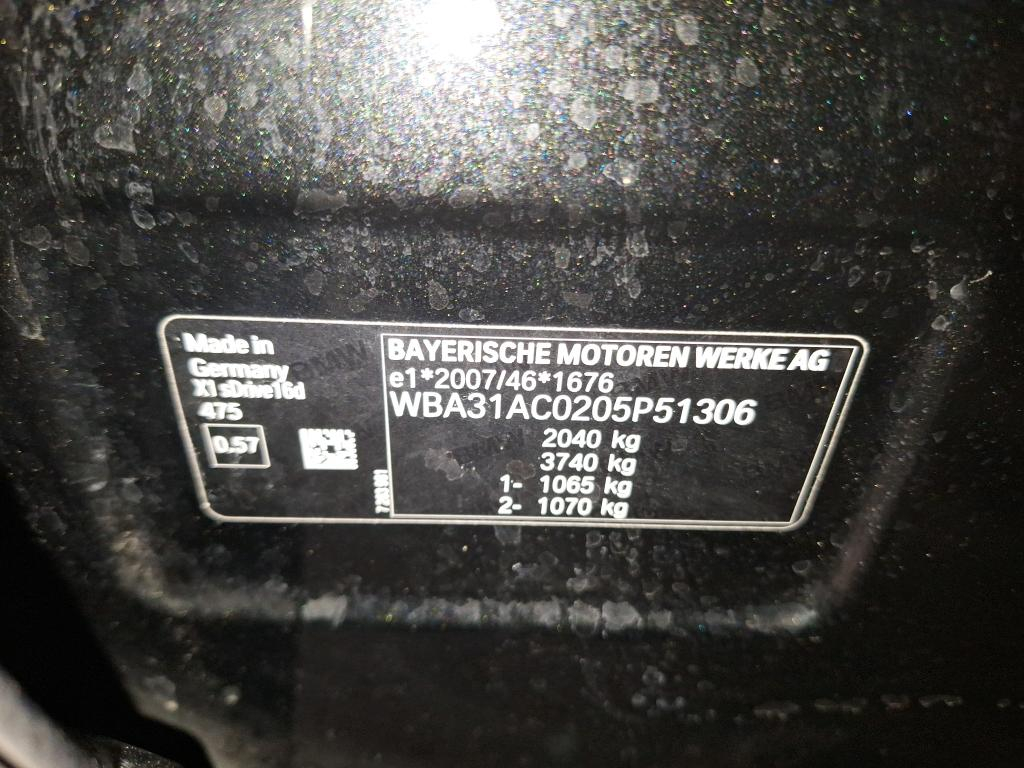 Made in
Germany
X1 sDrive16d
475
0.57
BAYERISCHE MOTOREN WERKE AG
e1*2007/46*1676
WBA31AC0205P51306
2040 kg
3740 kg
1- 1065 kg
2- 1070 kg